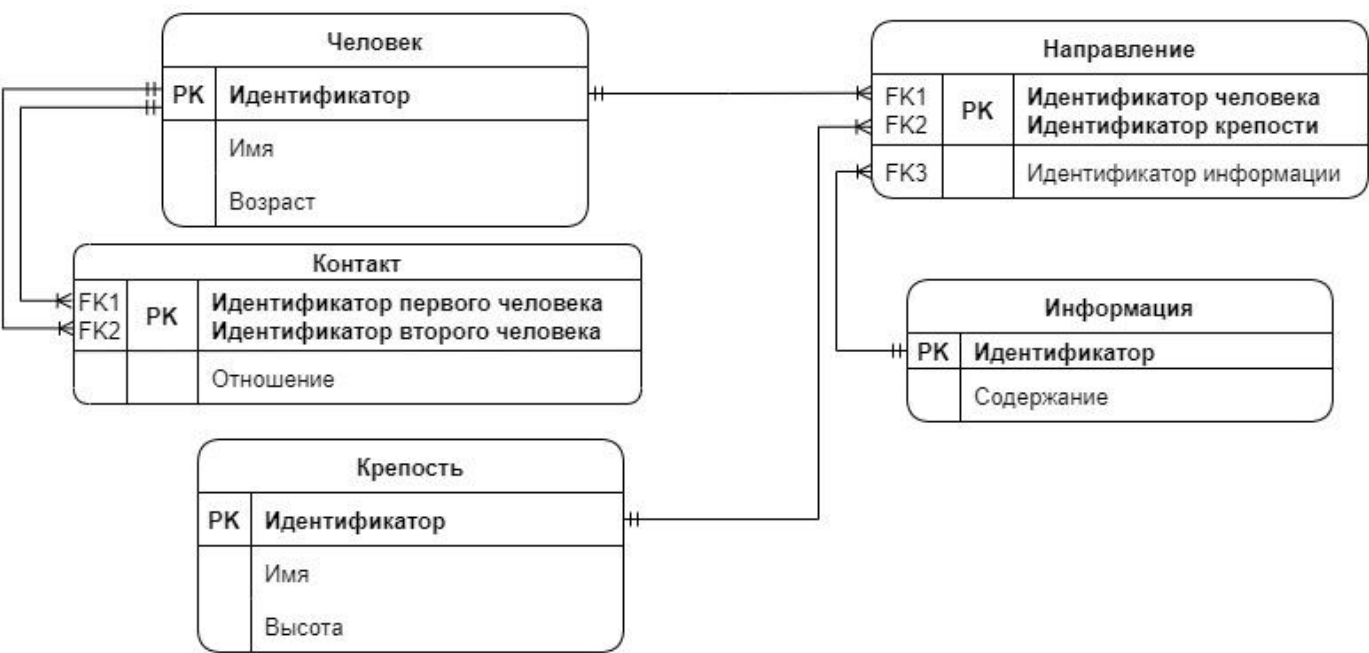 Человек
PK Идентификатор
Имя
Возраст
Направление
FK1 PK Идентификатор человека
FK2 Идентификатор крепости
FK3 Идентификатор информации
Контакт
FK1 PK Идентификатор первого человека
FK2 Идентификатор второго человека
Отношение
Информация
PK Идентификатор
Содержание
Крепость
PK Идентификатор
Имя
Высота